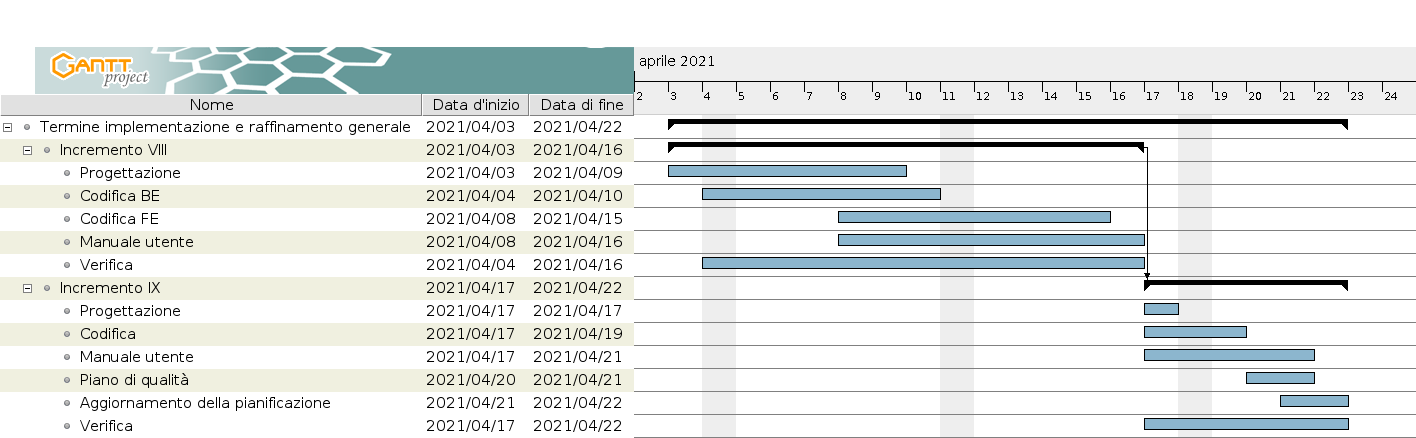 GANTT
project
aprile 2021
2 3 4 5 6 7 8 9 10 11 12 13 14 15 16 17 18 19 20 21 22 23 24
Nome Data d'inizio Data di fine
Termine implementazione e raffinamento generale 2021/04/03 2021/04/22
Incremento VIII 2021/04/03 2021/04/16
Progettazione 2021/04/03 2021/04/09
Codifica BE 2021/04/04 2021/04/10
Codifica FE 2021/04/08 2021/04/15
Manuale utente 2021/04/08 2021/04/16
Verifica 2021/04/04 2021/04/16
Incremento IX 2021/04/17 2021/04/22
Progettazione 2021/04/17 2021/04/17
Codifica 2021/04/17 2021/04/19
Manuale utente 2021/04/17 2021/04/21
Piano di qualità 2021/04/20 2021/04/21
Aggiornamento della pianificazione 2021/04/21 2021/04/22
Verifica 2021/04/17 2021/04/22